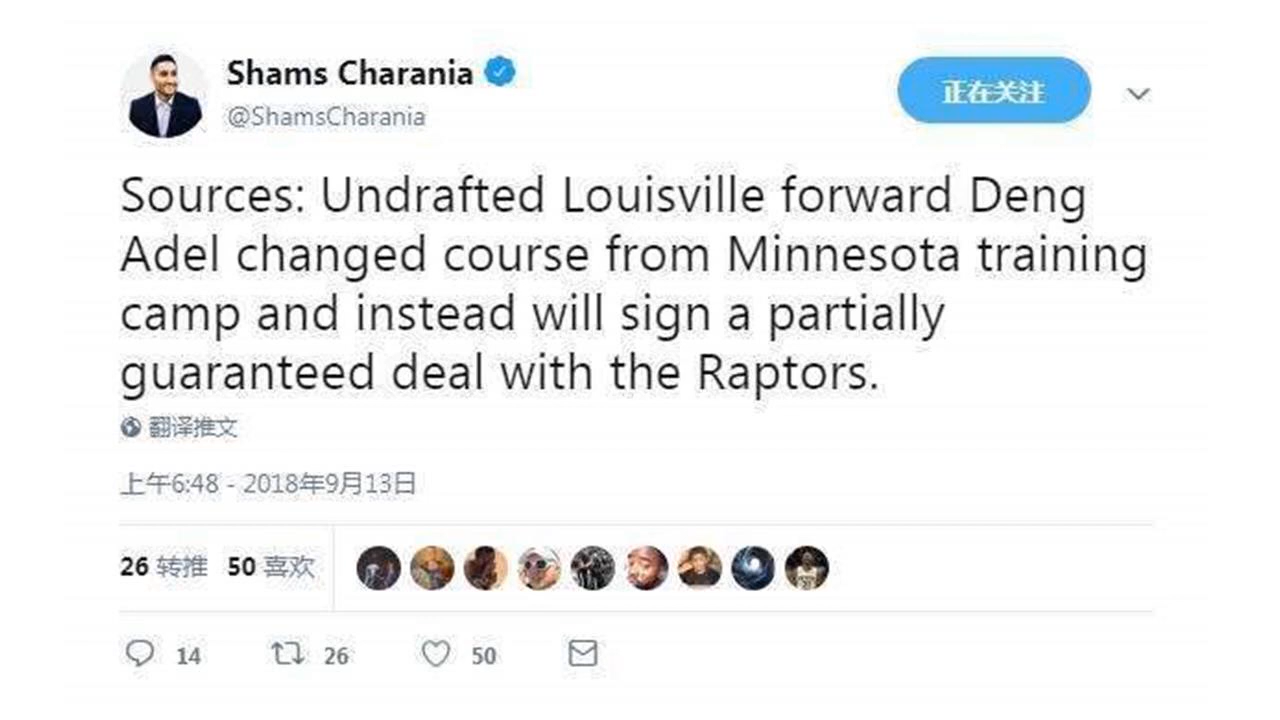 Shams Charania
@ShamsCharania
正在关注
Sources: Undrafted Louisville forward Deng
Adel changed course from Minnesota training
camp and instead will sign a partially
guaranteed deal with the Raptors.
翻译推文
上午6:48 - 2018年9月13日
26 转推 50 喜欢
14 26 50